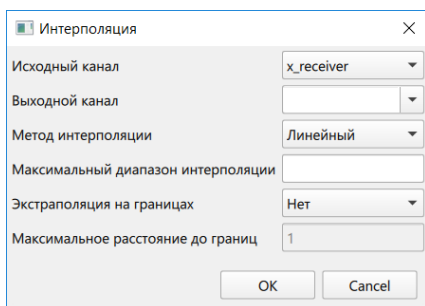 Интерполяция
Исходный канал x_receiver
Выходной канал
Метод интерполяции Линейный
Максимальный диапазон интерполяции
Экстраполяция на границах Нет
Максимальное расстояние до границ 1
OK Cancel